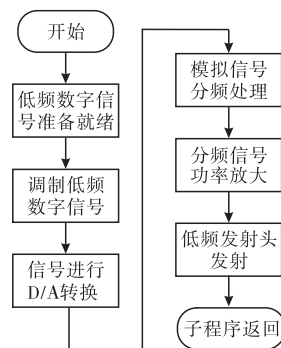 开始
低频数字信
号准备就绪
调制低频
数字信号
信号进行
D/A转换
模拟信号
分频处理
分频信号
功率放大
低频发射头
发射
子程序返回